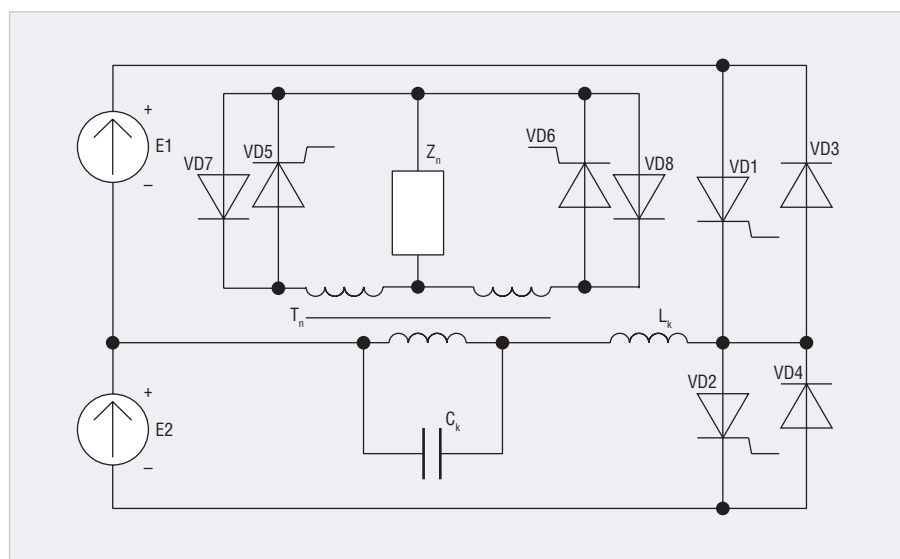 +
E1
–
VD7
VD5
Zn
VD6
VD8
VD1
VD3
Tn
Lk
+
E2
–
Ck
VD2
VD4